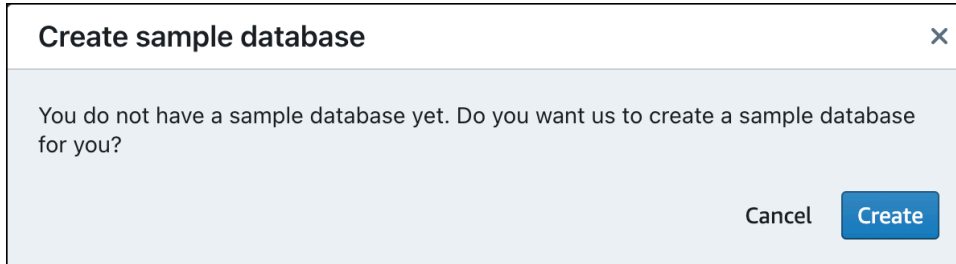 Create sample database
You do not have a sample database yet. Do you want us to create a sample database
for you?
Cancel
Create